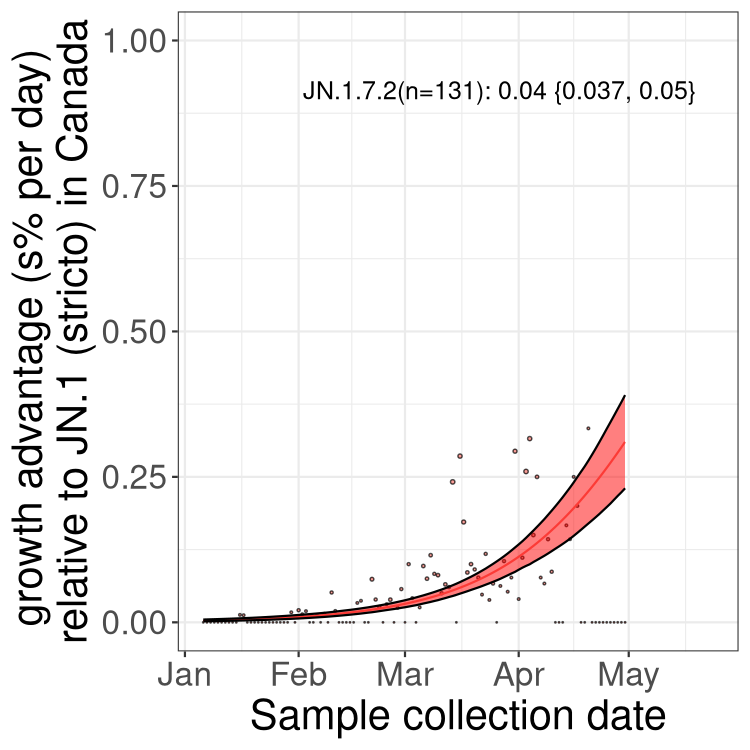 growth advantage (s% per day)
relative to JN.1 (stricto) in Canada
1.00
JN.1.7.2(n=131): 0.04 {0.037, 0.05}
0.75
0.50
0.25
0.00
Jan Feb Mar Apr May
Sample collection date